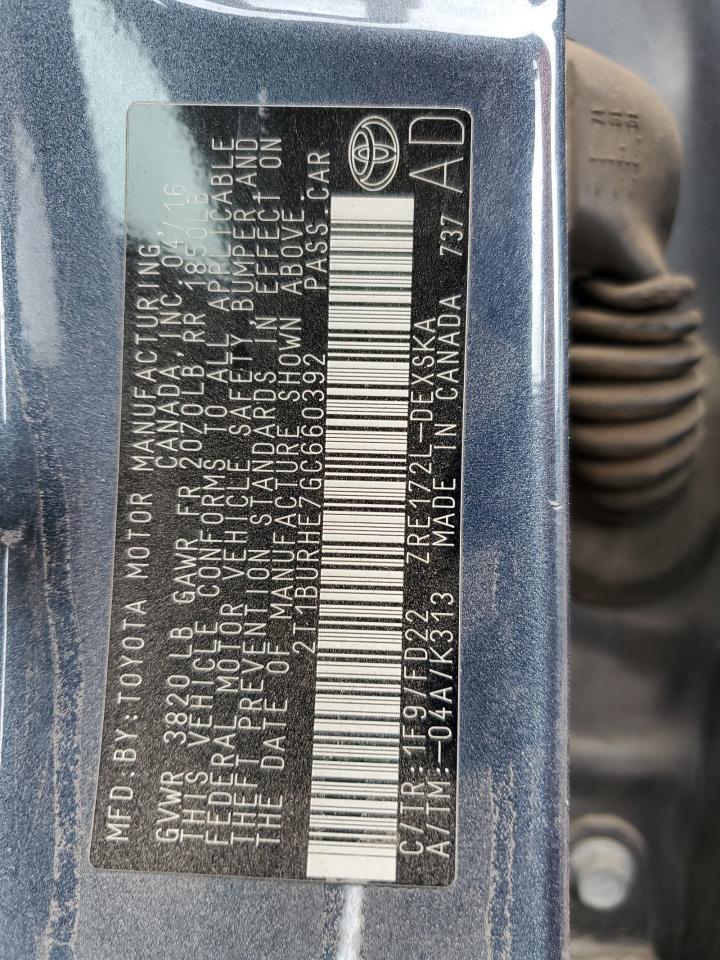 MFD.BY:TOYOTA MOTOR MANUFACTURING
CANADA,INC 04/16
GVWR 3820 LB GAWR FR 2070LB RR 1850LB
THIS VEHICLE CONFORMS TO ALL APPLICABLE
FEDERAL MOTOR VEHICLE SAFETY,BUMPER,AND
THEFT PREVENTION STANDARDS IN EFFECT ON
THE DATE OF MANUFACTURE SHOWN ABOVE.
2T1BURHE7GC660392 PASS.CAR
C/TR:1F9/FD22 ZRE172L-DEXSKA
A/TM:-04A/K313 MADE IN CANADA 737 AD